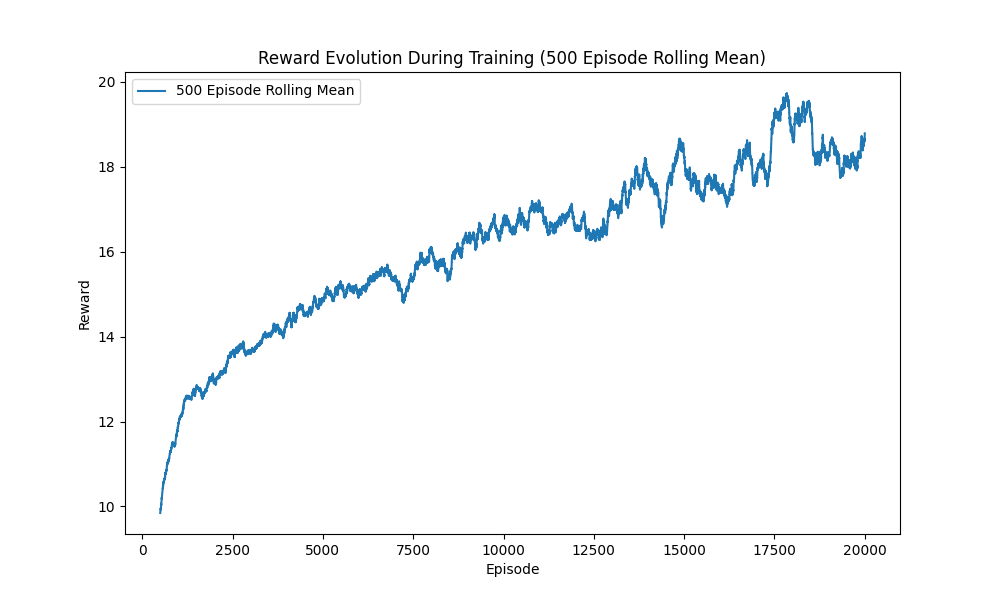 Reward Evolution During Training (500 Episode Rolling Mean)
500 Episode Rolling Mean
20
18
16
14
12
10
Reward
0 2500 5000 7500 10000 12500 15000 17500 20000
Episode